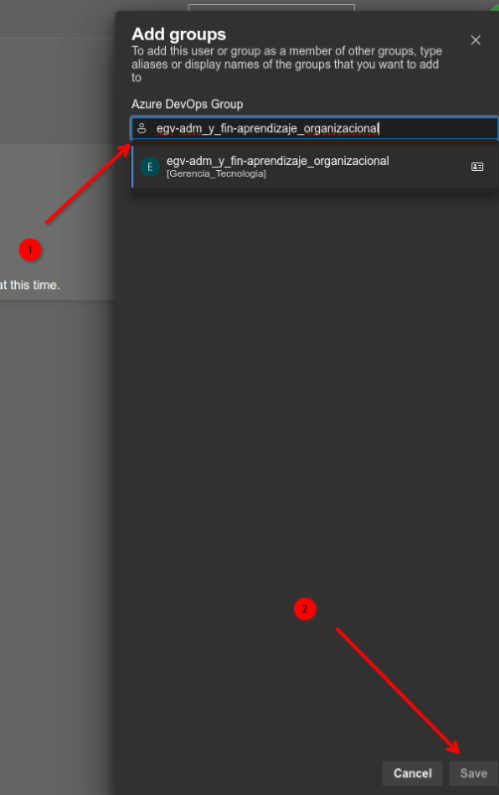 Add groups
To add this user or group as a member of other groups, type
aliases or display names of the groups that you want to add
to
Azure DevOps Group
egv-adm_y_fin-aprendizaje_organizacional
E
egv-adm_y_fin-aprendizaje_organizacional
[Gerencia_Tecnologia]
1
at this time.
2
Cancel
Save